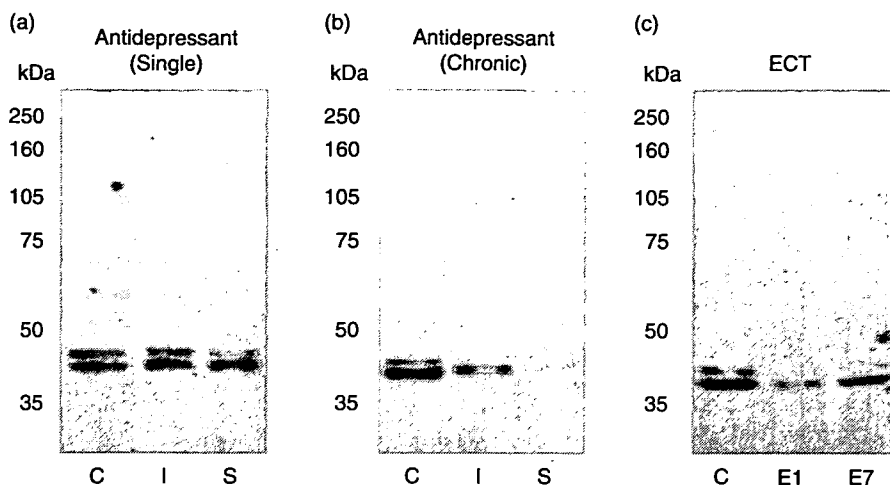 (a)
Antidepressant
(Single)
kDa
250
160
105
75
50
35
C I S
(b)
Antidepressant
(Chronic)
kDa
250
160
105
75
50
35
C I S
(c)
ECT
kDa
250
160
105
75
50
35
C E1 E7